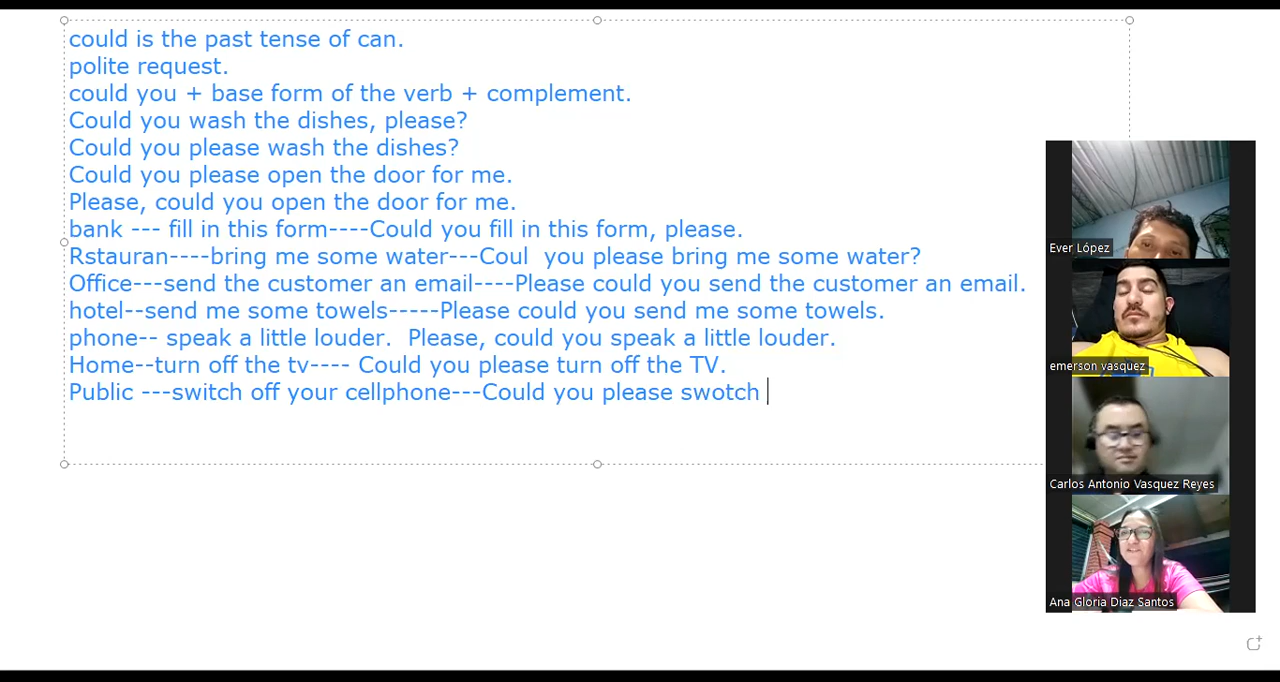 could is the past tense of can.
polite request.
could you + base form of the verb + complement.
Could you wash the dishes, please?
Could you please wash the dishes?
Could you please open the door for me.
Please, could you open the door for me.
bank --- fill in this form----Could you fill in this form, please.
Rstauran----bring me some water---Coul  you please bring me some water?
Office---send the customer an email----Please could you send the customer an email.
hotel--send me some towels-----Please could you send me some towels.
phone-- speak a little louder.  Please, could you speak a little louder.
Home--turn off the tv---- Could you please turn off the TV.
Public ---switch off your cellphone---Could you please swotch
Ever López
emerson vasquez
Carlos Antonio Vasquez Reyes
Ana Gloria Diaz Santos